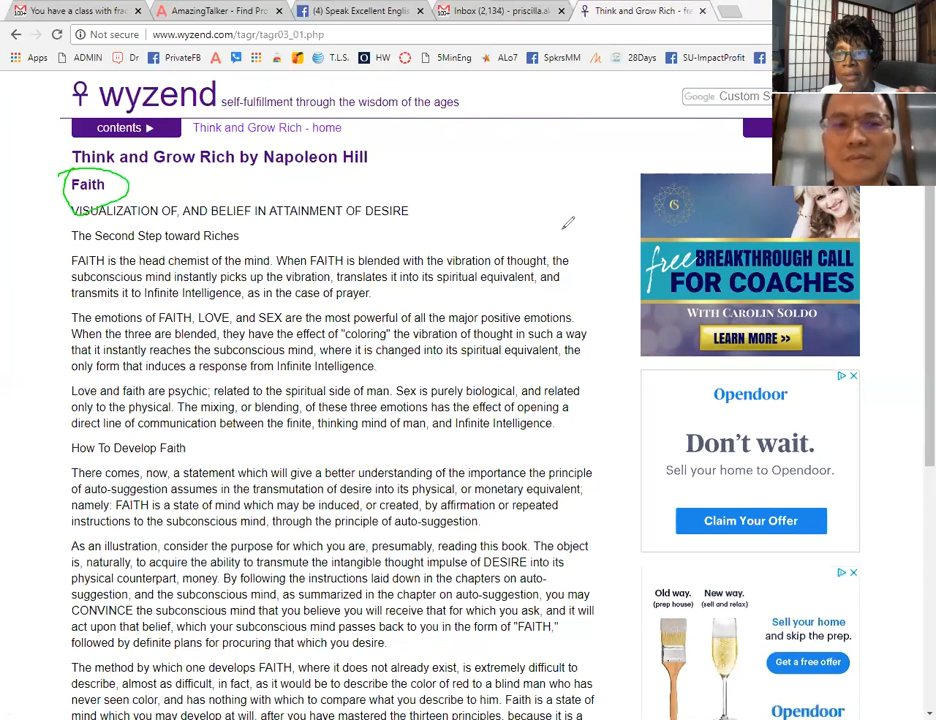 You have a class with fra
AmazingTalker - Find Pro
(4) Speak Excellent Englis
Inbox (2,134) - priscilla.ak
Think and Grow Rich - fr
Not secure | www.wyzend.com/tagr/tagr03_01.php
Apps ADMIN Dr PrivateFB T.L.S. HW 5MinEng ALo7 SpkrsMM 28Days SU-ImpactProfit
wyzend self-fulfillment through the wisdom of the ages
Google Custom S
contents ▶ Think and Grow Rich - home
Think and Grow Rich by Napoleon Hill
Faith
VISUALIZATION OF, AND BELIEF IN ATTAINMENT OF DESIRE
The Second Step toward Riches
FAITH is the head chemist of the mind. When FAITH is blended with the vibration of thought, the
subconscious mind instantly picks up the vibration, translates it into its spiritual equivalent, and
transmits it to Infinite Intelligence, as in the case of prayer.
The emotions of FAITH, LOVE, and SEX are the most powerful of all the major positive emotions.
When the three are blended, they have the effect of "coloring" the vibration of thought in such a way
that it instantly reaches the subconscious mind, where it is changed into its spiritual equivalent, the
only form that induces a response from Infinite Intelligence.
Love and faith are psychic; related to the spiritual side of man. Sex is purely biological, and related
only to the physical. The mixing, or blending, of these three emotions has the effect of opening a
direct line of communication between the finite, thinking mind of man, and Infinite Intelligence.
How To Develop Faith
There comes, now, a statement which will give a better understanding of the importance the principle
of auto-suggestion assumes in the transmutation of desire into its physical, or monetary equivalent;
namely: FAITH is a state of mind which may be induced, or created, by affirmation or repeated
instructions to the subconscious mind, through the principle of auto-suggestion.
As an illustration, consider the purpose for which you are, presumably, reading this book. The object
is, naturally, to acquire the ability to transmute the intangible thought impulse of DESIRE into its
physical counterpart, money. By following the instructions laid down in the chapters on auto-
suggestion, and the subconscious mind, as summarized in the chapter on auto-suggestion, you may
CONVINCE the subconscious mind that you believe you will receive that for which you ask, and it will
act upon that belief, which your subconscious mind passes back to you in the form of "FAITH,"
followed by definite plans for procuring that which you desire.
The method by which one develops FAITH, where it does not already exist, is extremely difficult to
describe, almost as difficult, in fact, as it would be to describe the color of red to a blind man who has
never seen color, and has nothing with which to compare what you describe to him. Faith is a state of
mind which you may develop at will, after you have mastered the thirteen principles, because it is a
free BREAKTHROUGH CALL
FOR COACHES
WITH CAROLIN SOLDO
LEARN MORE >>
Opendoor
Don't wait.
Sell your home to Opendoor.
Claim Your Offer
Old way.
(prep house)
New way.
(sell and relax)
Sell your home
and skip the prep.
Get a free offer
Opendoor